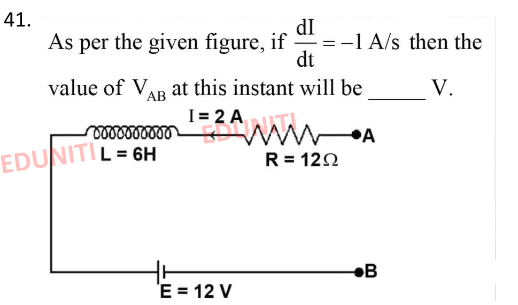 41.
As per the given figure, if dI/dt = −1 A/s then the
value of V_AB at this instant will be ______ V.
I = 2 A
EDUNITI
A
EDUNITI
L = 6H
R = 12Ω
B
E = 12 V